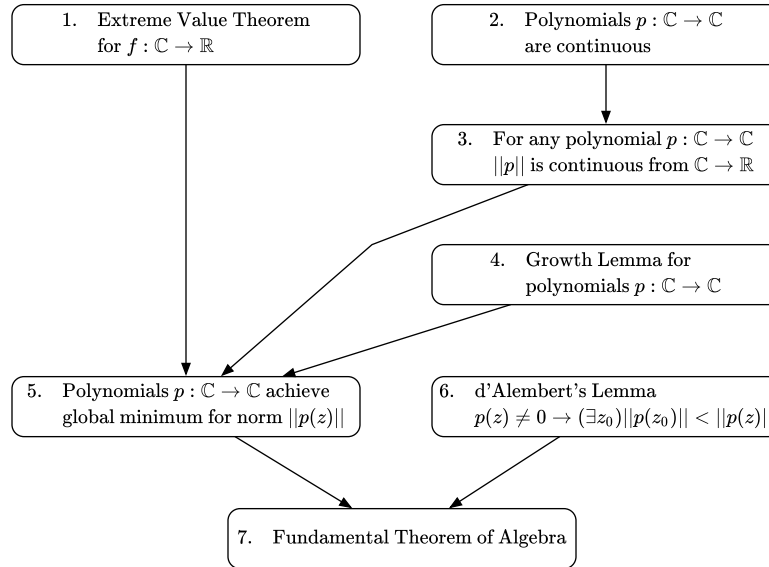 1. Extreme Value Theorem
for f : ℂ → ℝ
2. Polynomials p : ℂ → ℂ
are continuous
3. For any polynomial p : ℂ → ℂ
||p|| is continuous from ℂ → ℝ
4. Growth Lemma for
polynomials p : ℂ → ℂ
5. Polynomials p : ℂ → ℂ achieve
global minimum for norm ||p(z)||
6. d'Alembert's Lemma
p(z) ≠ 0 → (∃z₀)||p(z₀)|| < ||p(z)|
7. Fundamental Theorem of Algebra